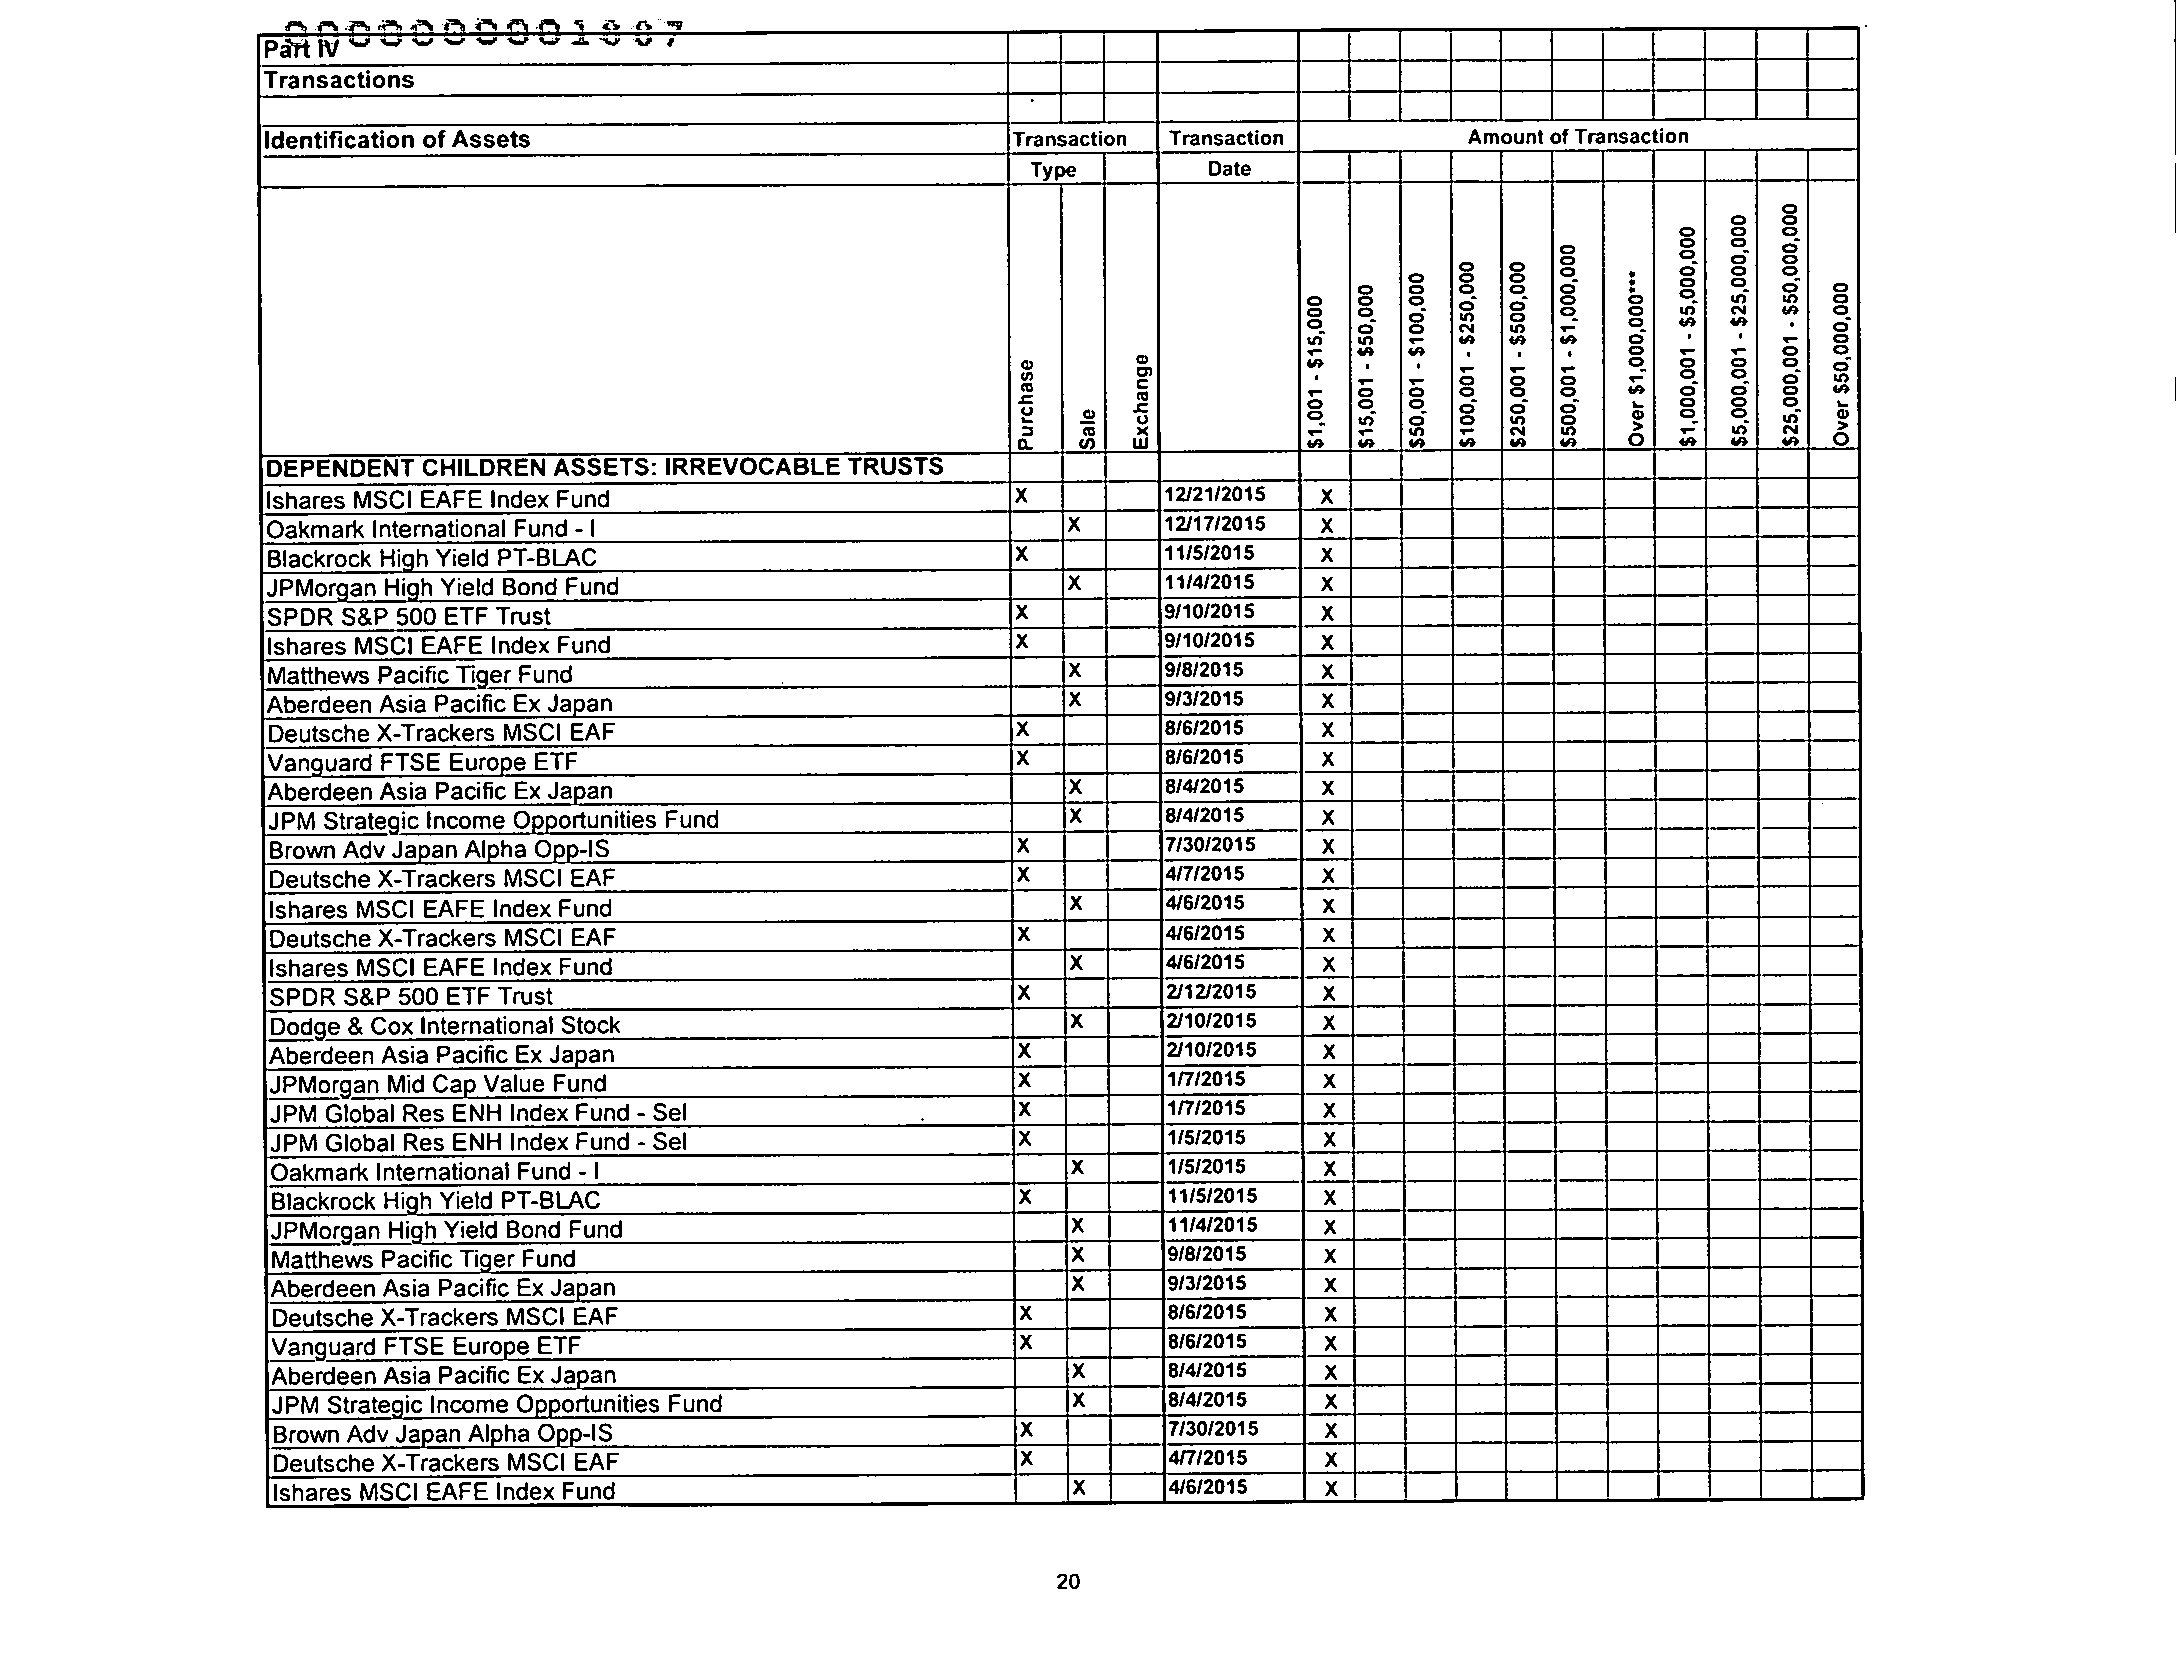 000000001887
Part IV
Transactions
Identification of Assets Transaction Transaction Amount of Transaction
Type Date
Purchase Sale Exchange $1,001 - $15,000 $15,001 - $50,000 $50,001 - $100,000 $100,001 - $250,000 $250,001 - $500,000 $500,001 - $1,000,000 Over $1,000,000*** $1,000,001 - $5,000,000 $5,000,001 - $25,000,000 $25,000,001 - $50,000,000 Over $50,000,000
DEPENDENT CHILDREN ASSETS: IRREVOCABLE TRUSTS
Ishares MSCI EAFE Index Fund X 12/21/2015 X
Oakmark International Fund - I X 12/17/2015 X
Blackrock High Yield PT-BLAC X 11/5/2015 X
JPMorgan High Yield Bond Fund X 11/4/2015 X
SPDR S&P 500 ETF Trust X 9/10/2015 X
Ishares MSCI EAFE Index Fund X 9/10/2015 X
Matthews Pacific Tiger Fund X 9/8/2015 X
Aberdeen Asia Pacific Ex Japan X 9/3/2015 X
Deutsche X-Trackers MSCI EAF X 8/6/2015 X
Vanguard FTSE Europe ETF X 8/6/2015 X
Aberdeen Asia Pacific Ex Japan X 8/4/2015 X
JPM Strategic Income Opportunities Fund X 8/4/2015 X
Brown Adv Japan Alpha Opp-IS X 7/30/2015 X
Deutsche X-Trackers MSCI EAF X 4/7/2015 X
Ishares MSCI EAFE Index Fund X 4/6/2015 X
Deutsche X-Trackers MSCI EAF X 4/6/2015 X
Ishares MSCI EAFE Index Fund X 4/6/2015 X
SPDR S&P 500 ETF Trust X 2/12/2015 X
Dodge & Cox International Stock X 2/10/2015 X
Aberdeen Asia Pacific Ex Japan X 2/10/2015 X
JPMorgan Mid Cap Value Fund X 1/7/2015 X
JPM Global Res ENH Index Fund - Sel X 1/7/2015 X
JPM Global Res ENH Index Fund - Sel X 1/5/2015 X
Oakmark International Fund - I X 1/5/2015 X
Blackrock High Yield PT-BLAC X 11/5/2015 X
JPMorgan High Yield Bond Fund X 11/4/2015 X
Matthews Pacific Tiger Fund X 9/8/2015 X
Aberdeen Asia Pacific Ex Japan X 9/3/2015 X
Deutsche X-Trackers MSCI EAF X 8/6/2015 X
Vanguard FTSE Europe ETF X 8/6/2015 X
Aberdeen Asia Pacific Ex Japan X 8/4/2015 X
JPM Strategic Income Opportunities Fund X 8/4/2015 X
Brown Adv Japan Alpha Opp-IS X 7/30/2015 X
Deutsche X-Trackers MSCI EAF X 4/7/2015 X
Ishares MSCI EAFE Index Fund X 4/6/2015 X
20